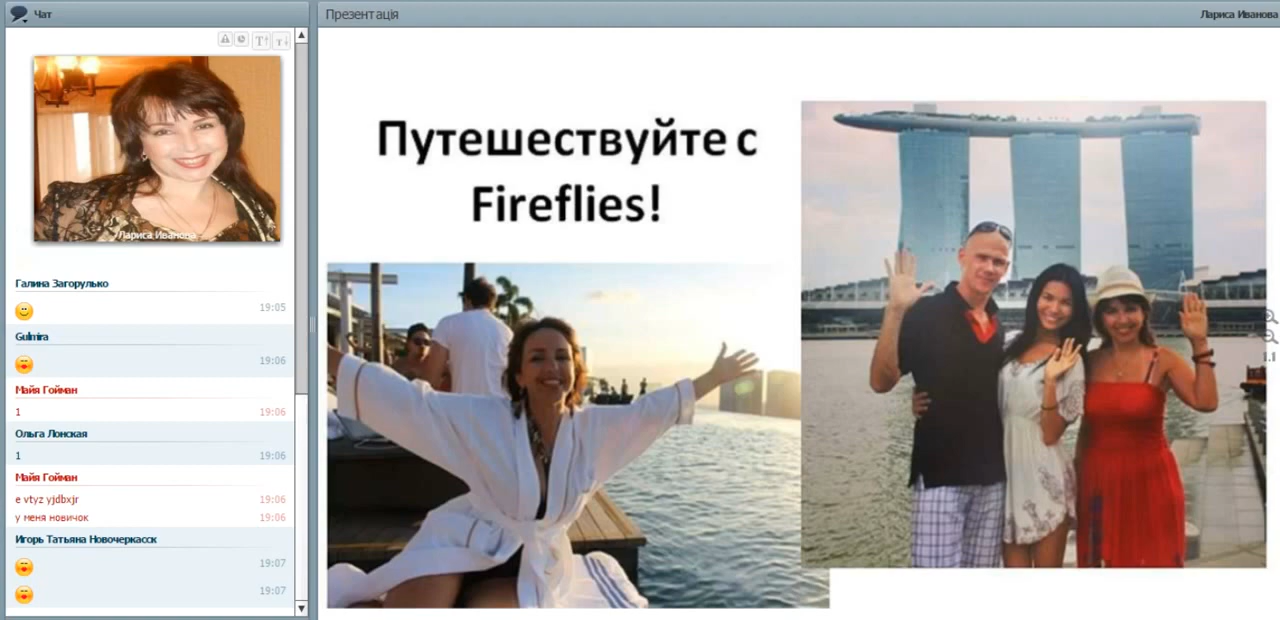 Чат
Презентація
Лариса Иванова
Лариса Иванова
Галина Загорулько
19:05
Gulmira
19:06
Майя Гойман
1 19:06
Ольга Лонская
1 19:06
Майя Гойман
e vtyz yjdbxjr 19:06
у меня новичок 19:06
Игорь Татьяна Новочеркасск
19:07
19:07
Путешествуйте с
Fireflies!
1:1